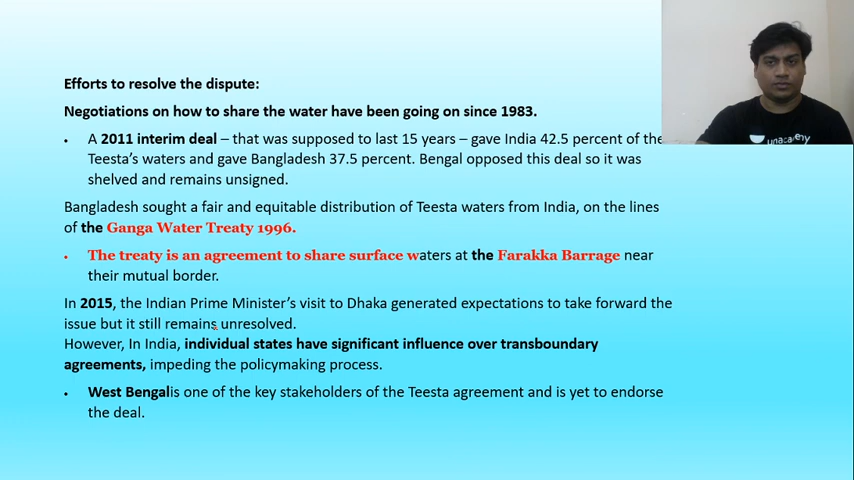 Efforts to resolve the dispute:
Negotiations on how to share the water have been going on since 1983.
• A 2011 interim deal – that was supposed to last 15 years – gave India 42.5 percent of the
Teesta's waters and gave Bangladesh 37.5 percent. Bengal opposed this deal so it was
shelved and remains unsigned.
Bangladesh sought a fair and equitable distribution of Teesta waters from India, on the lines
of the Ganga Water Treaty 1996.
• The treaty is an agreement to share surface waters at the Farakka Barrage near
their mutual border.
In 2015, the Indian Prime Minister's visit to Dhaka generated expectations to take forward the
issue but it still remains unresolved.
However, In India, individual states have significant influence over transboundary
agreements, impeding the policymaking process.
• West Bengalis one of the key stakeholders of the Teesta agreement and is yet to endorse
the deal.
unacademy